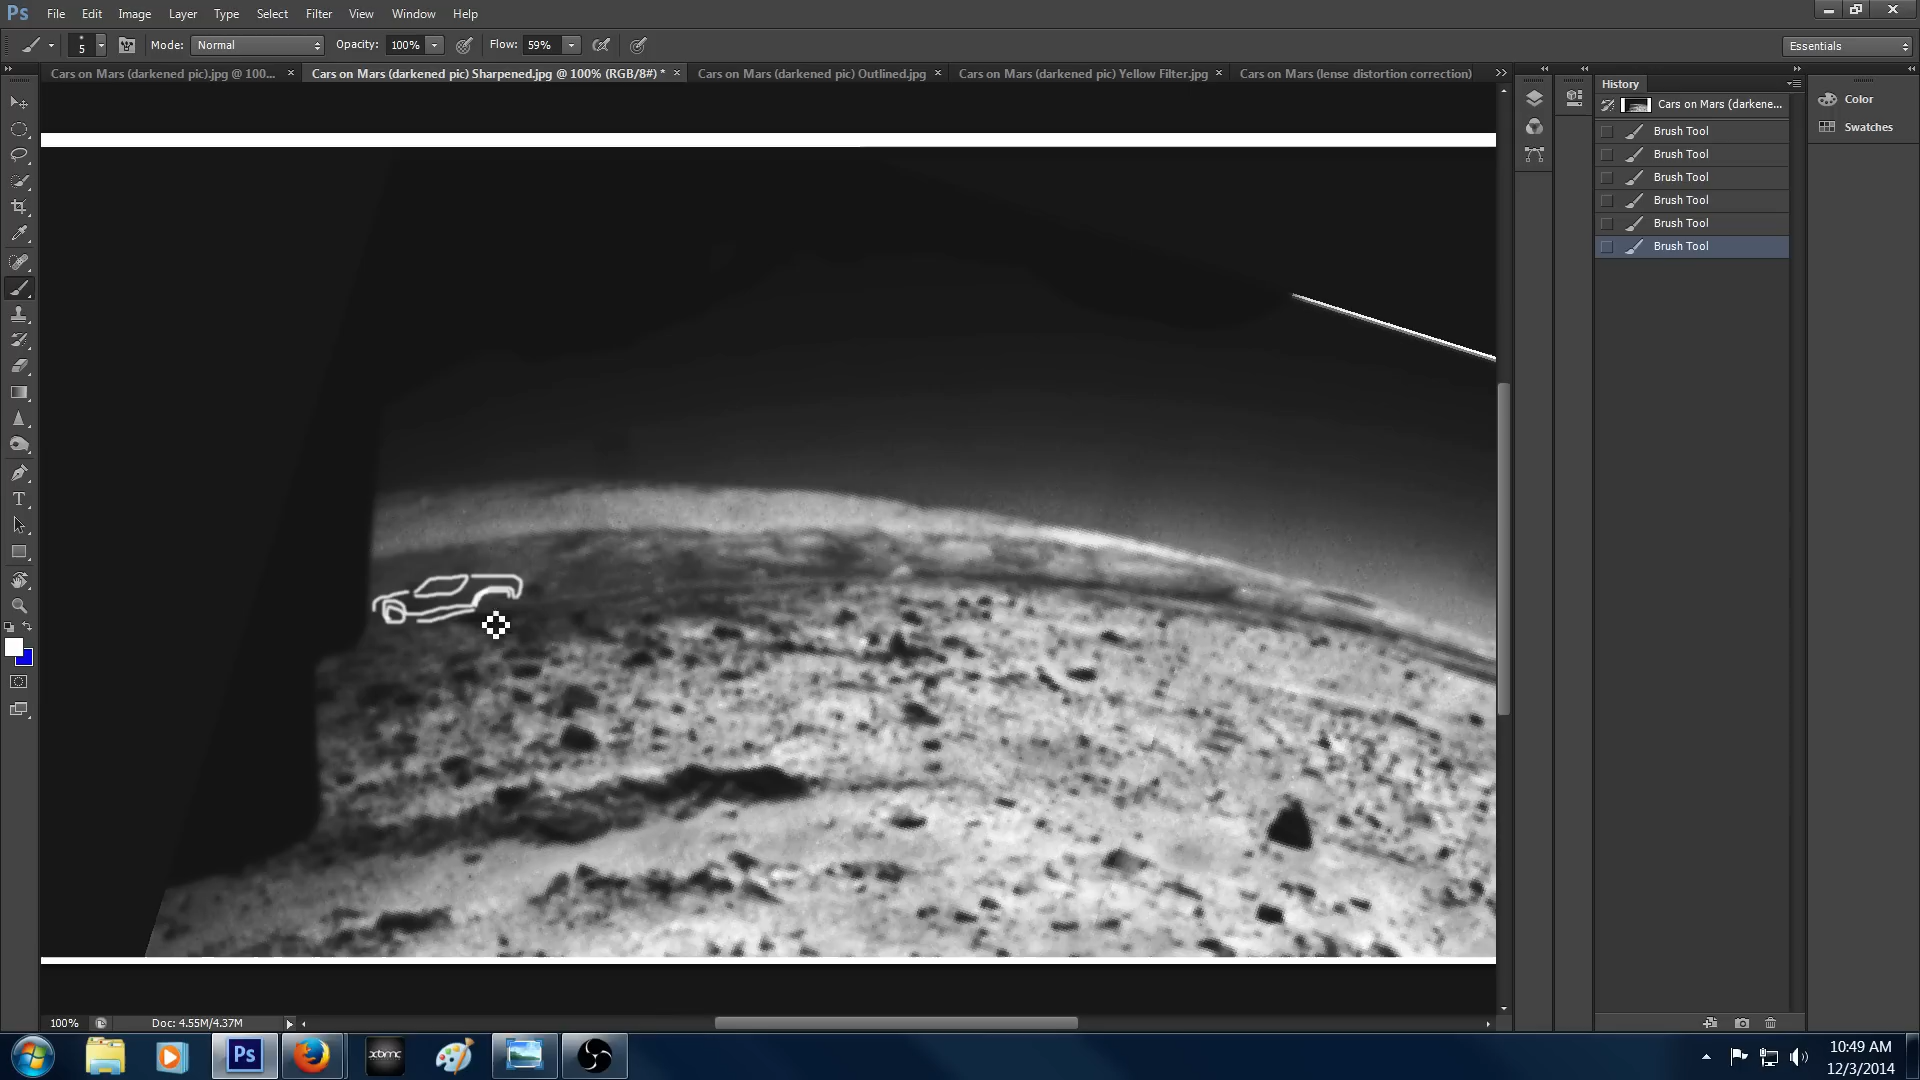 Ps File Edit Image Layer Type Select Filter 3D View Window Help
5 Mode: Normal Opacity: 100% Flow: 59% Essentials
Cars on Mars (darkened pic).jpg @ 100... × Cars on Mars (darkened pic) Sharpened.jpg @ 100% (RGB/8#) * × Cars on Mars (darkened pic) Outlined.jpg × Cars on Mars (darkened pic) Yellow Filter.jpg × Cars on Mars (lense distortion correction)
History
Cars on Mars (darkene...
Brush Tool
Brush Tool
Brush Tool
Brush Tool
Brush Tool
Brush Tool
Color
Swatches
T
100% Doc: 4.55M/4.37M
Ps
xbmc
10:49 AM
12/3/2014